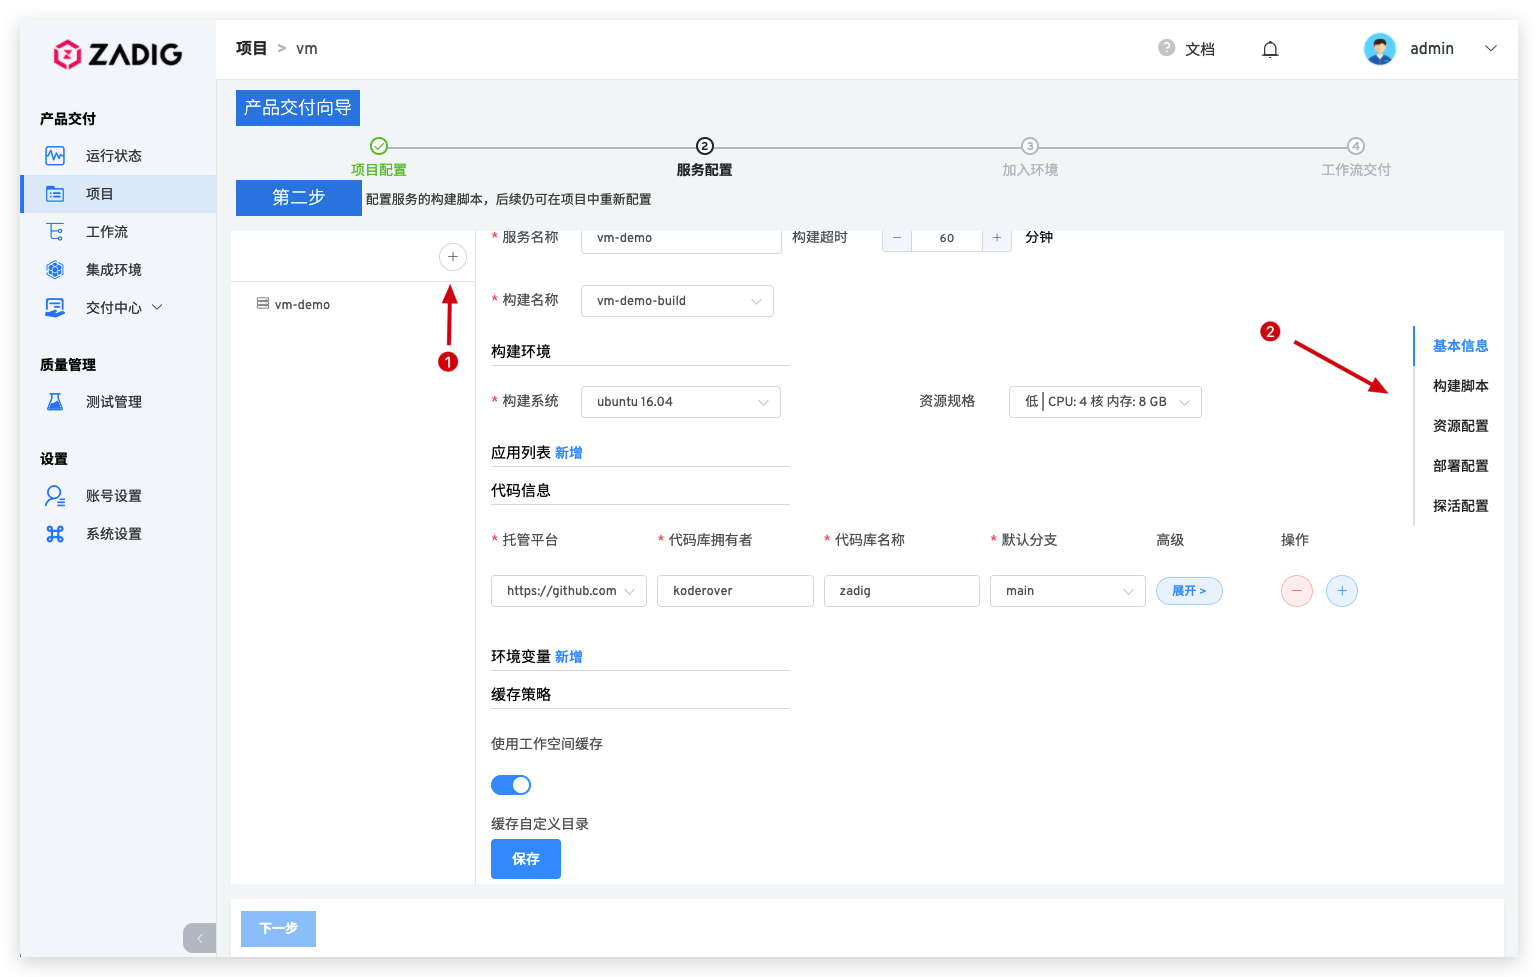 ZADIG
项目 > vm
? 文档
admin
产品交付
运行状态
项目
工作流
集成环境
交付中心
质量管理
测试管理
设置
账号设置
系统设置
产品交付向导
2
3
4
项目配置
服务配置
加入环境
工作流交付
第二步
配置服务的构建脚本，后续仍可在项目中重新配置
+
vm-demo
1
* 服务名称
vm-demo
构建超时
− 60 +
分钟
* 构建名称
vm-demo-build
构建环境
* 构建系统
ubuntu 16.04
资源规格
低 | CPU: 4 核 内存: 8 GB
应用列表 新增
代码信息
* 托管平台
* 代码库拥有者
* 代码库名称
* 默认分支
高级
操作
https://github.com
koderover
zadig
main
展开 >
− +
环境变量 新增
缓存策略
使用工作空间缓存
缓存自定义目录
保存
2
基本信息
构建脚本
资源配置
部署配置
探活配置
下一步